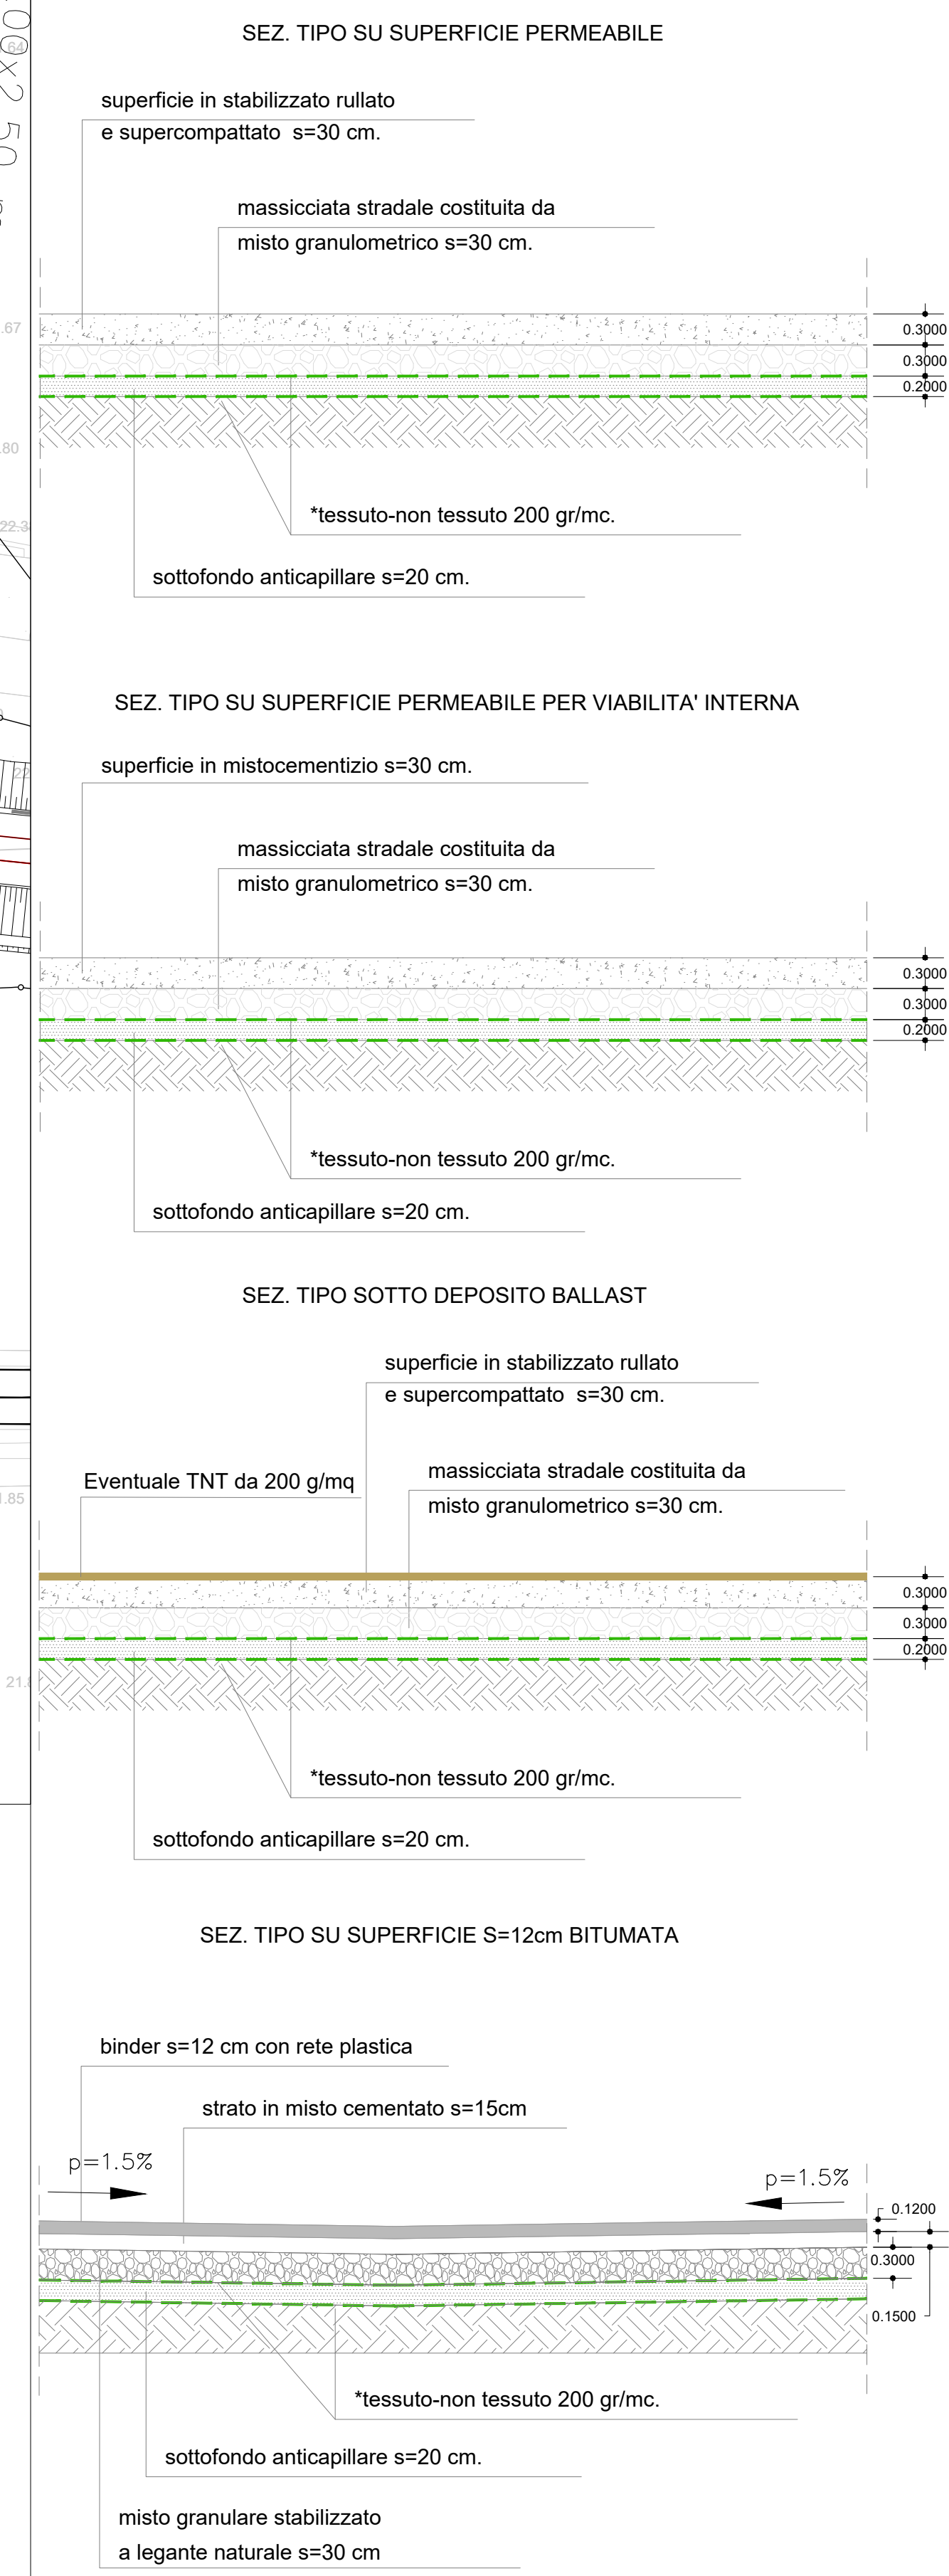 SEZ. TIPO SU SUPERFICIE PERMEABILE
superficie in stabilizzato rullato
e supercompattato s=30 cm.
massicciata stradale costituita da
misto granulometrico s=30 cm.
0.3000
0.3000
0.2000
*tessuto-non tessuto 200 gr/mc.
sottofondo anticapillare s=20 cm.
SEZ. TIPO SU SUPERFICIE PERMEABILE PER VIABILITA' INTERNA
superficie in mistocementizio s=30 cm.
massicciata stradale costituita da
misto granulometrico s=30 cm.
0.3000
0.3000
0.2000
*tessuto-non tessuto 200 gr/mc.
sottofondo anticapillare s=20 cm.
SEZ. TIPO SOTTO DEPOSITO BALLAST
superficie in stabilizzato rullato
e supercompattato s=30 cm.
Eventuale TNT da 200 g/mq
massicciata stradale costituita da
misto granulometrico s=30 cm.
0.3000
0.3000
0.2000
*tessuto-non tessuto 200 gr/mc.
sottofondo anticapillare s=20 cm.
SEZ. TIPO SU SUPERFICIE S=12cm BITUMATA
binder s=12 cm con rete plastica
strato in misto cementato s=15cm
p=1.5%
p=1.5%
0.1200
0.3000
0.1500
*tessuto-non tessuto 200 gr/mc.
sottofondo anticapillare s=20 cm.
misto granulare stabilizzato
a legante naturale s=30 cm